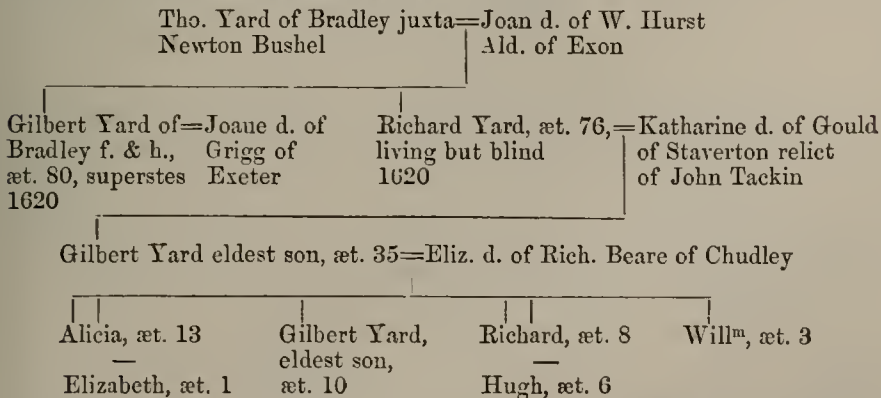 Tho. Yard of Bradley juxta=Joan d. of W. Hurst
Newton Bushel Ald. of Exon
Gilbert Yard of=Joane d. of Richard Yard, æt. 76,=Katharine d. of Gould
Bradley f. & h., Grigg of living but blind of Staverton relict
æt. 80, superstes Exeter 1620 of John Tackin
1620
Gilbert Yard eldest son, æt. 35=Eliz. d. of Rich. Beare of Chudley
Alicia, æt. 13 Gilbert Yard, Richard, æt. 8 Willᵐ, æt. 3
— eldest son, —
Elizabeth, æt. 1 æt. 10 Hugh, æt. 6